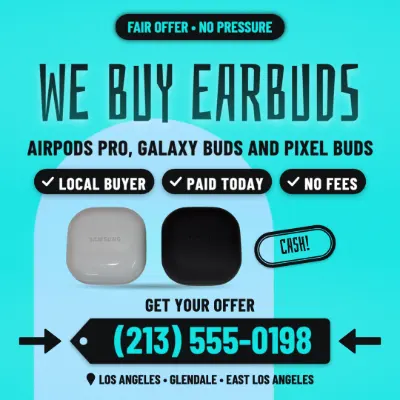 FAIR OFFER • NO PRESSURE
WE BUY EARBUDS
AIRPODS PRO, GALAXY BUDS AND PIXEL BUDS
LOCAL BUYER
PAID TODAY
NO FEES
CASH!
GET YOUR OFFER
(213) 555-0198
LOS ANGELES • GLENDALE • EAST LOS ANGELES